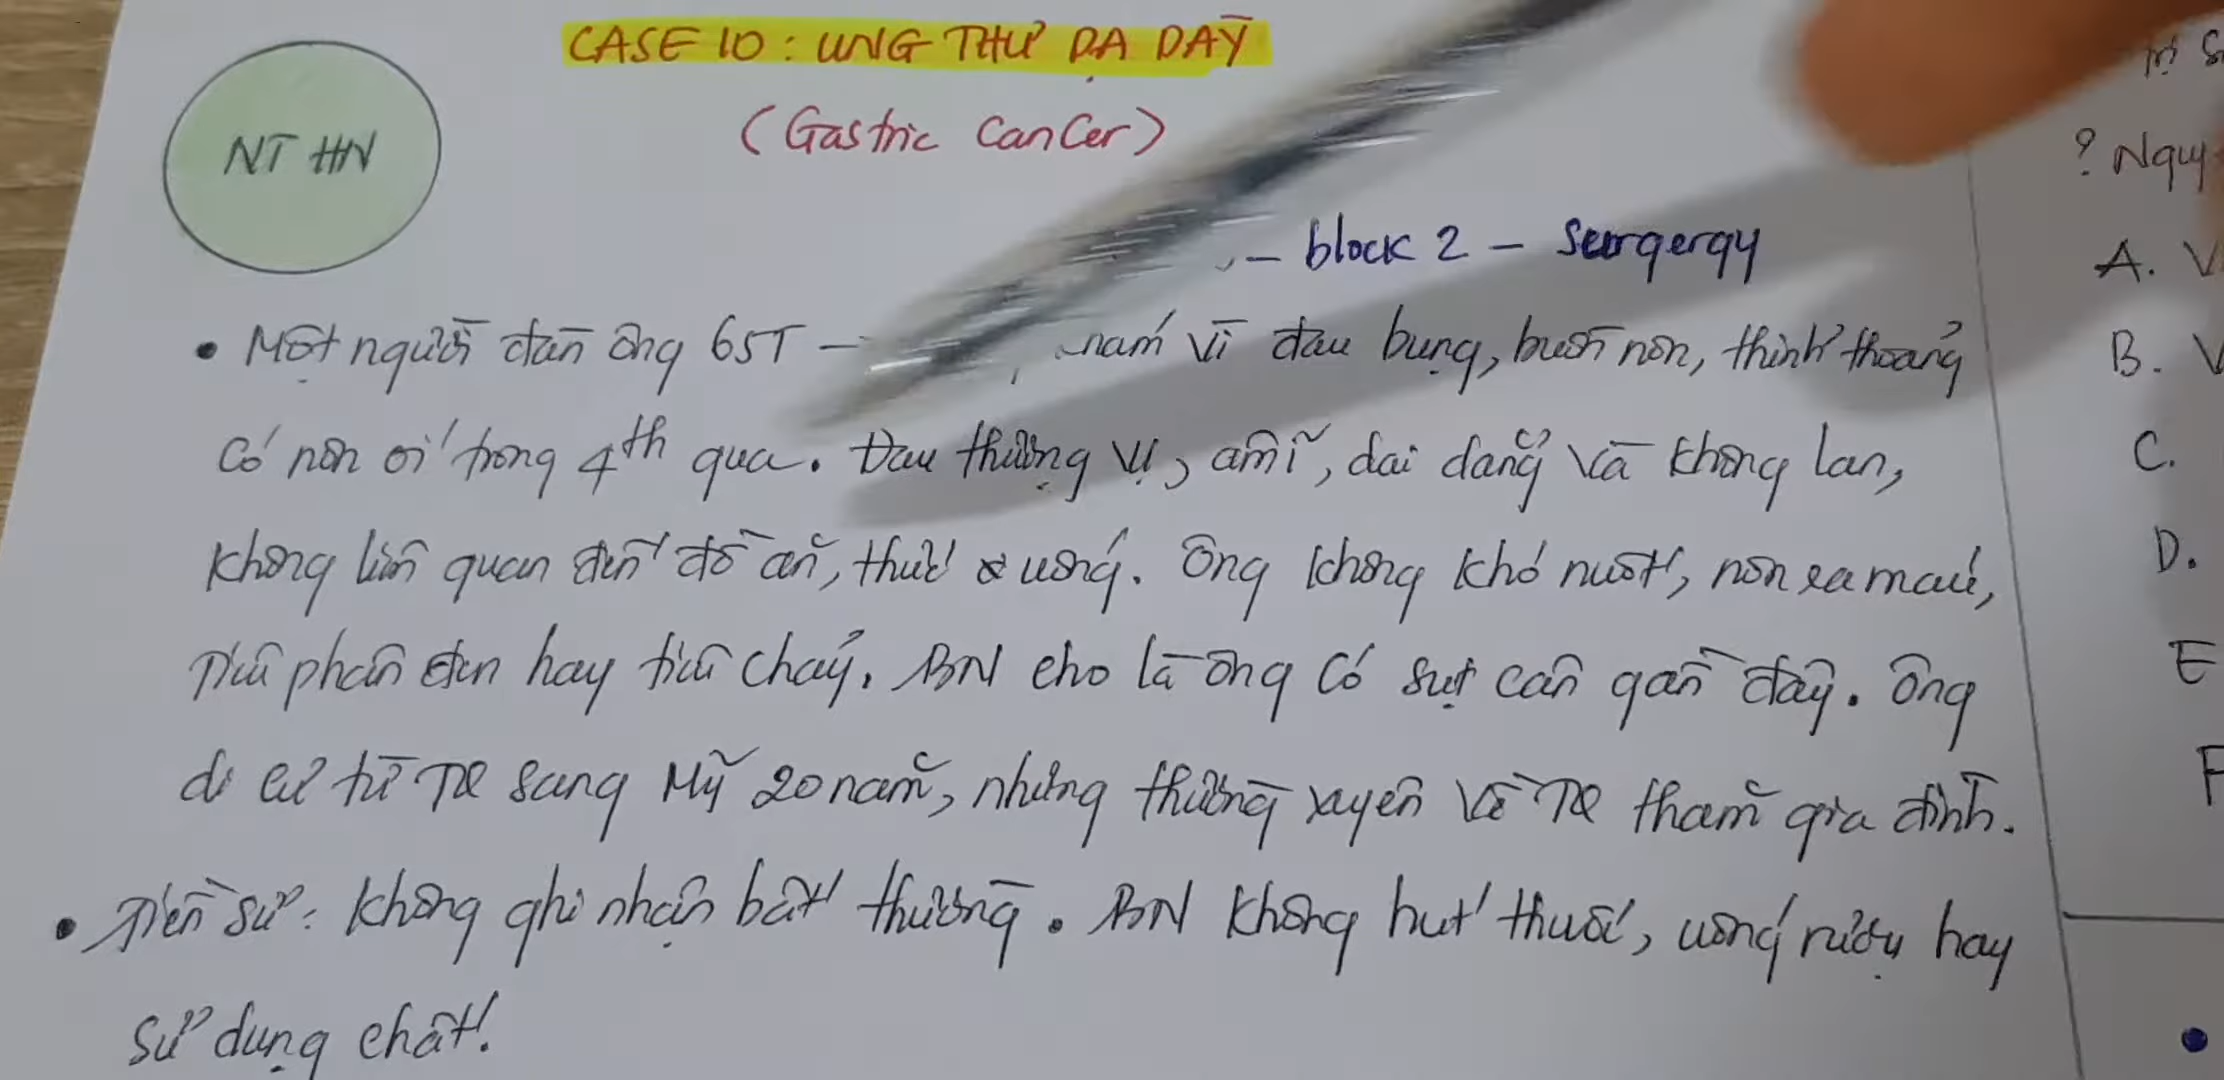 CASE 10: UNG THƯ DẠ DÀY
(Gastric Cancer)
NT HN
– block 2 – Surgergy
• Một người đàn ông 65T – khám vì đau bụng, buồn nôn, thỉnh thoảng
có nôn ói trong 4th qua. Đau thượng vị, âm ỉ, dai dẳng và không lan,
không liên quan đến đồ ăn, thức uống. Ông không khó nuốt, nôn ra máu,
tiêu phân đen hay tiêu chảy. BN cho là ông có sụt cân gần đây. Ông
di cư từ TQ sang Mỹ 20 năm, nhưng thường xuyên về TQ thăm gia đình.
• Tiền sử: không ghi nhận bất thường. BN không hút thuốc, uống rượu hay
sử dụng chất!
? Nguy
A. V
B. V
C.
D.
E
F